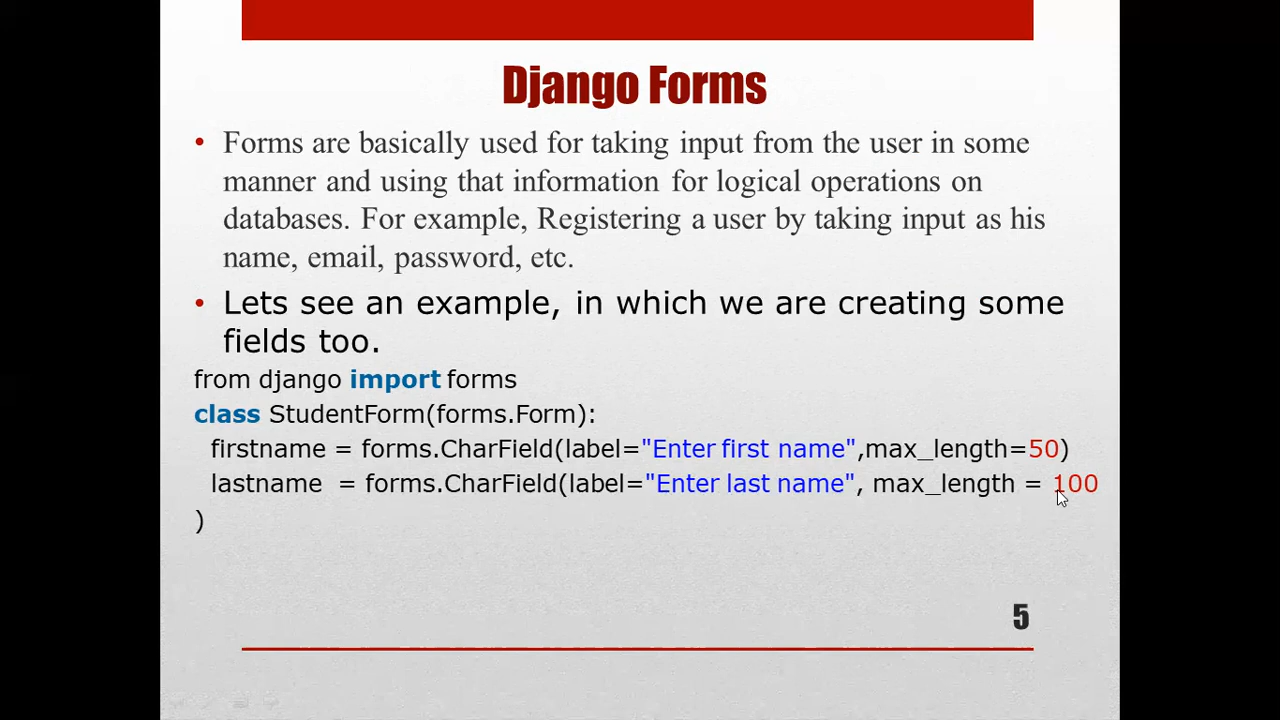 Django Forms
• Forms are basically used for taking input from the user in some
manner and using that information for logical operations on
databases. For example, Registering a user by taking input as his
name, email, password, etc.
• Lets see an example, in which we are creating some
fields too.
from django import forms
class StudentForm(forms.Form):
firstname = forms.CharField(label="Enter first name",max_length=50)
lastname  = forms.CharField(label="Enter last name", max_length = 100
)
5